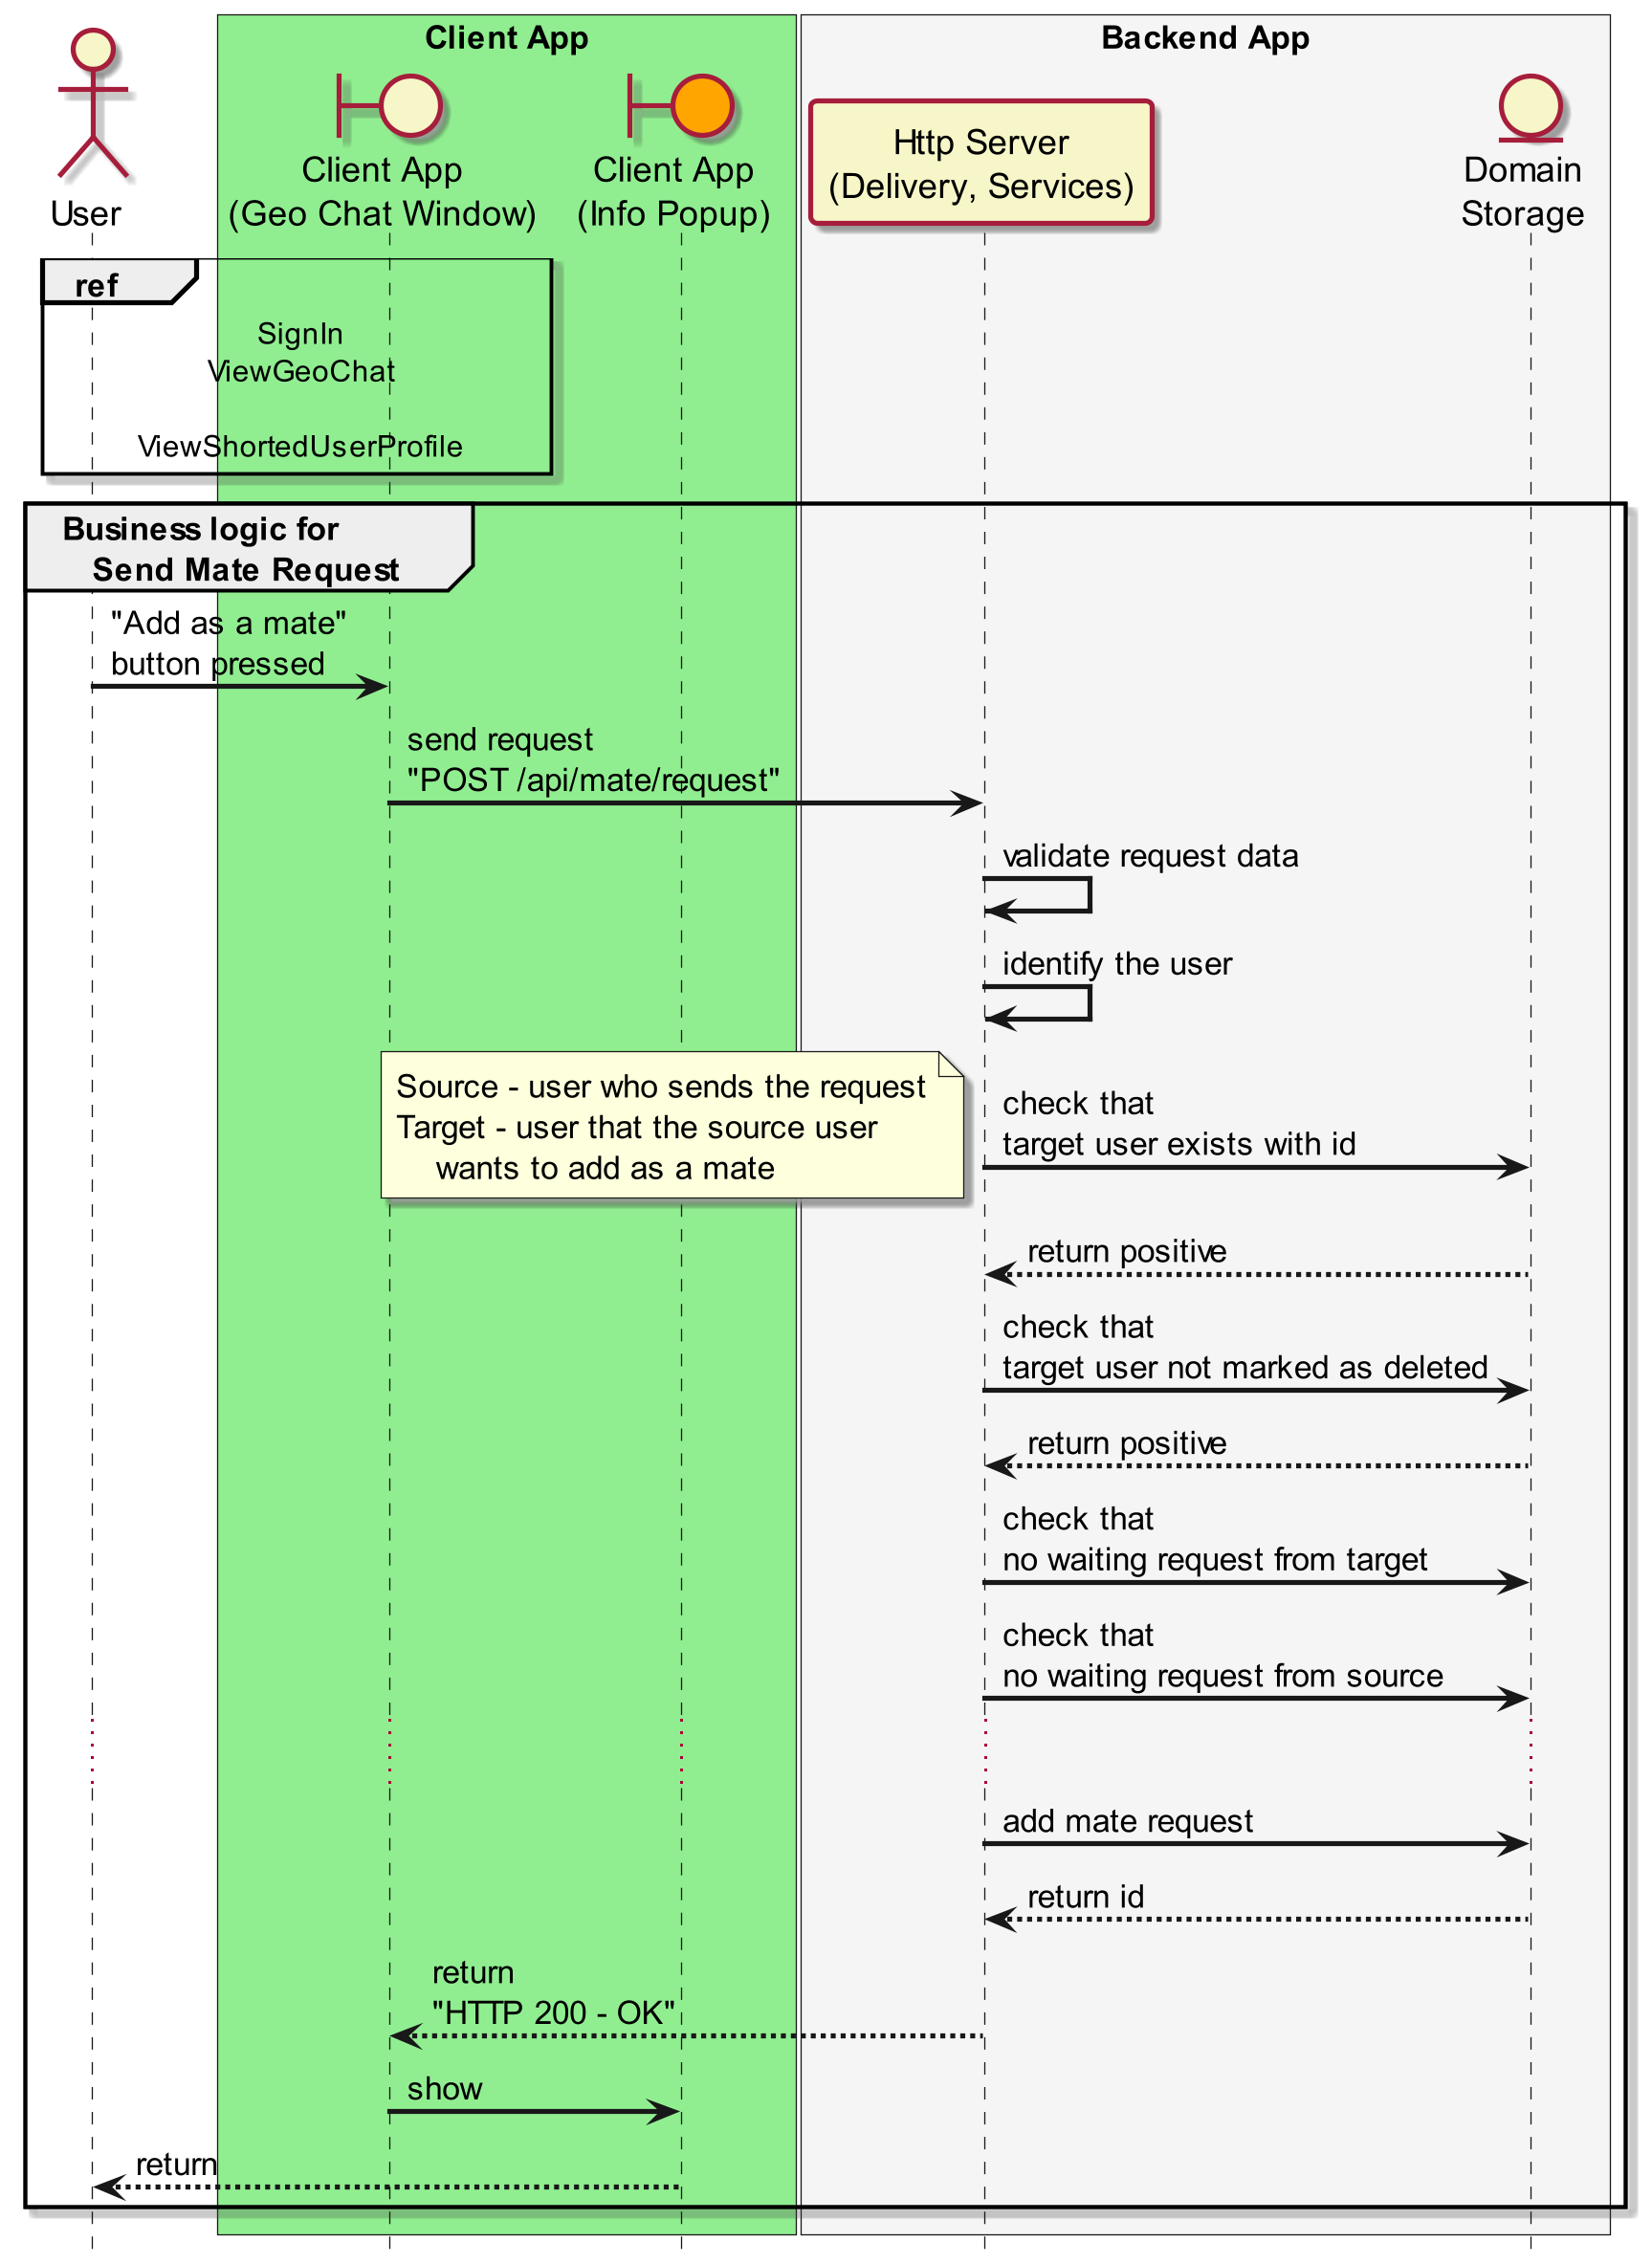 Client App
Backend App
User
Client App
(Geo Chat Window)
Client App
(Info Popup)
Http Server
(Delivery, Services)
Domain
Storage
ref
SignIn
ViewGeoChat
ViewShortedUserProfile
Business logic for
Send Mate Request
"Add as a mate"
button pressed
send request
"POST /api/mate/request"
validate request data
identify the user
Source - user who sends the request
Target - user that the source user
wants to add as a mate
check that
target user exists with id
return positive
check that
target user not marked as deleted
return positive
check that
no waiting request from target
check that
no waiting request from source
add mate request
return id
return
"HTTP 200 - OK"
show
return